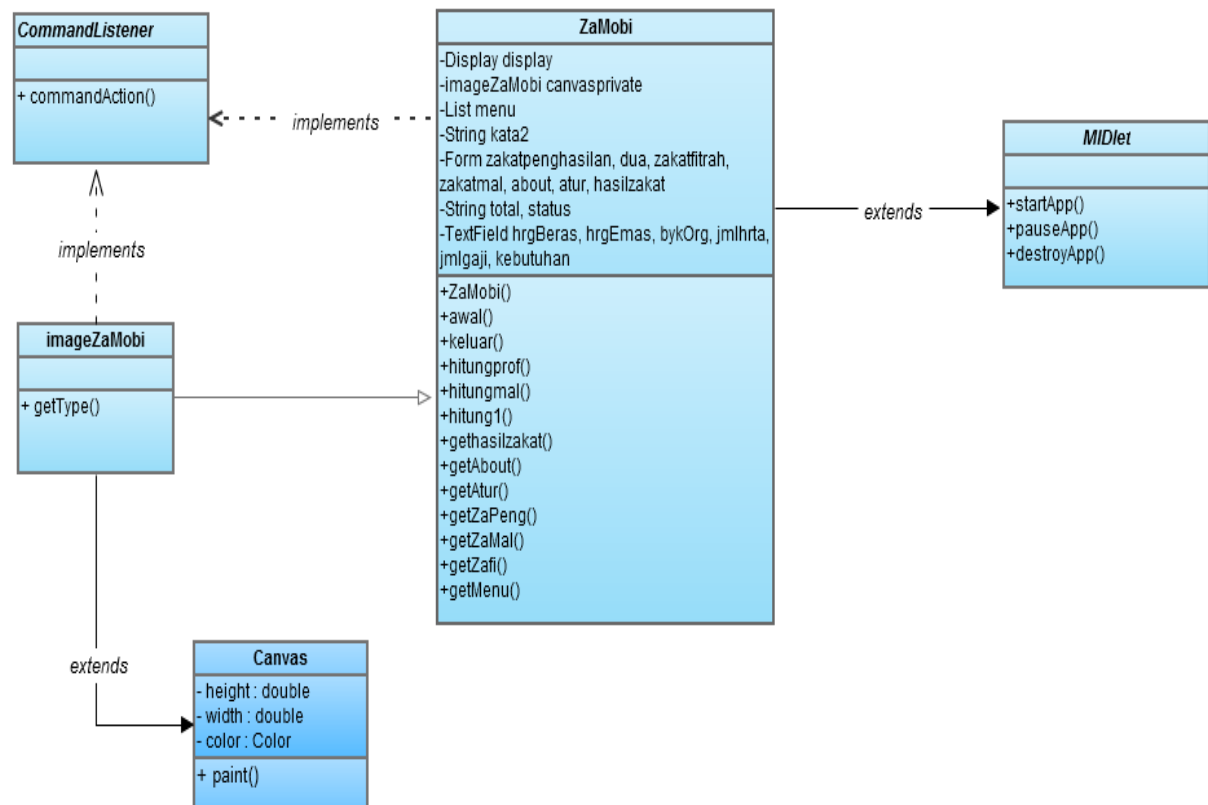 CommandListener
+ commandAction()
implements
implements
imageZaMobi
+ getType()
extends
Canvas
- height : double
- width : double
- color : Color
+ paint()
ZaMobi
-Display display
-imageZaMobi canvasprivate
-List menu
-String kata2
-Form zakatpenghasilan, dua, zakatfitrah,
zakatmal, about, atur, hasilzakat
-String total, status
-TextField hrgBeras, hrgEmas, bykOrg, jmlhrta,
jmlgaji, kebutuhan
+ZaMobi()
+awal()
+keluar()
+hitungprof()
+hitungmal()
+hitung1()
+gethasilzakat()
+getAbout()
+getAtur()
+getZaPeng()
+getZaMal()
+getZafi()
+getMenu()
extends
MIDlet
+startApp()
+pauseApp()
+destroyApp()